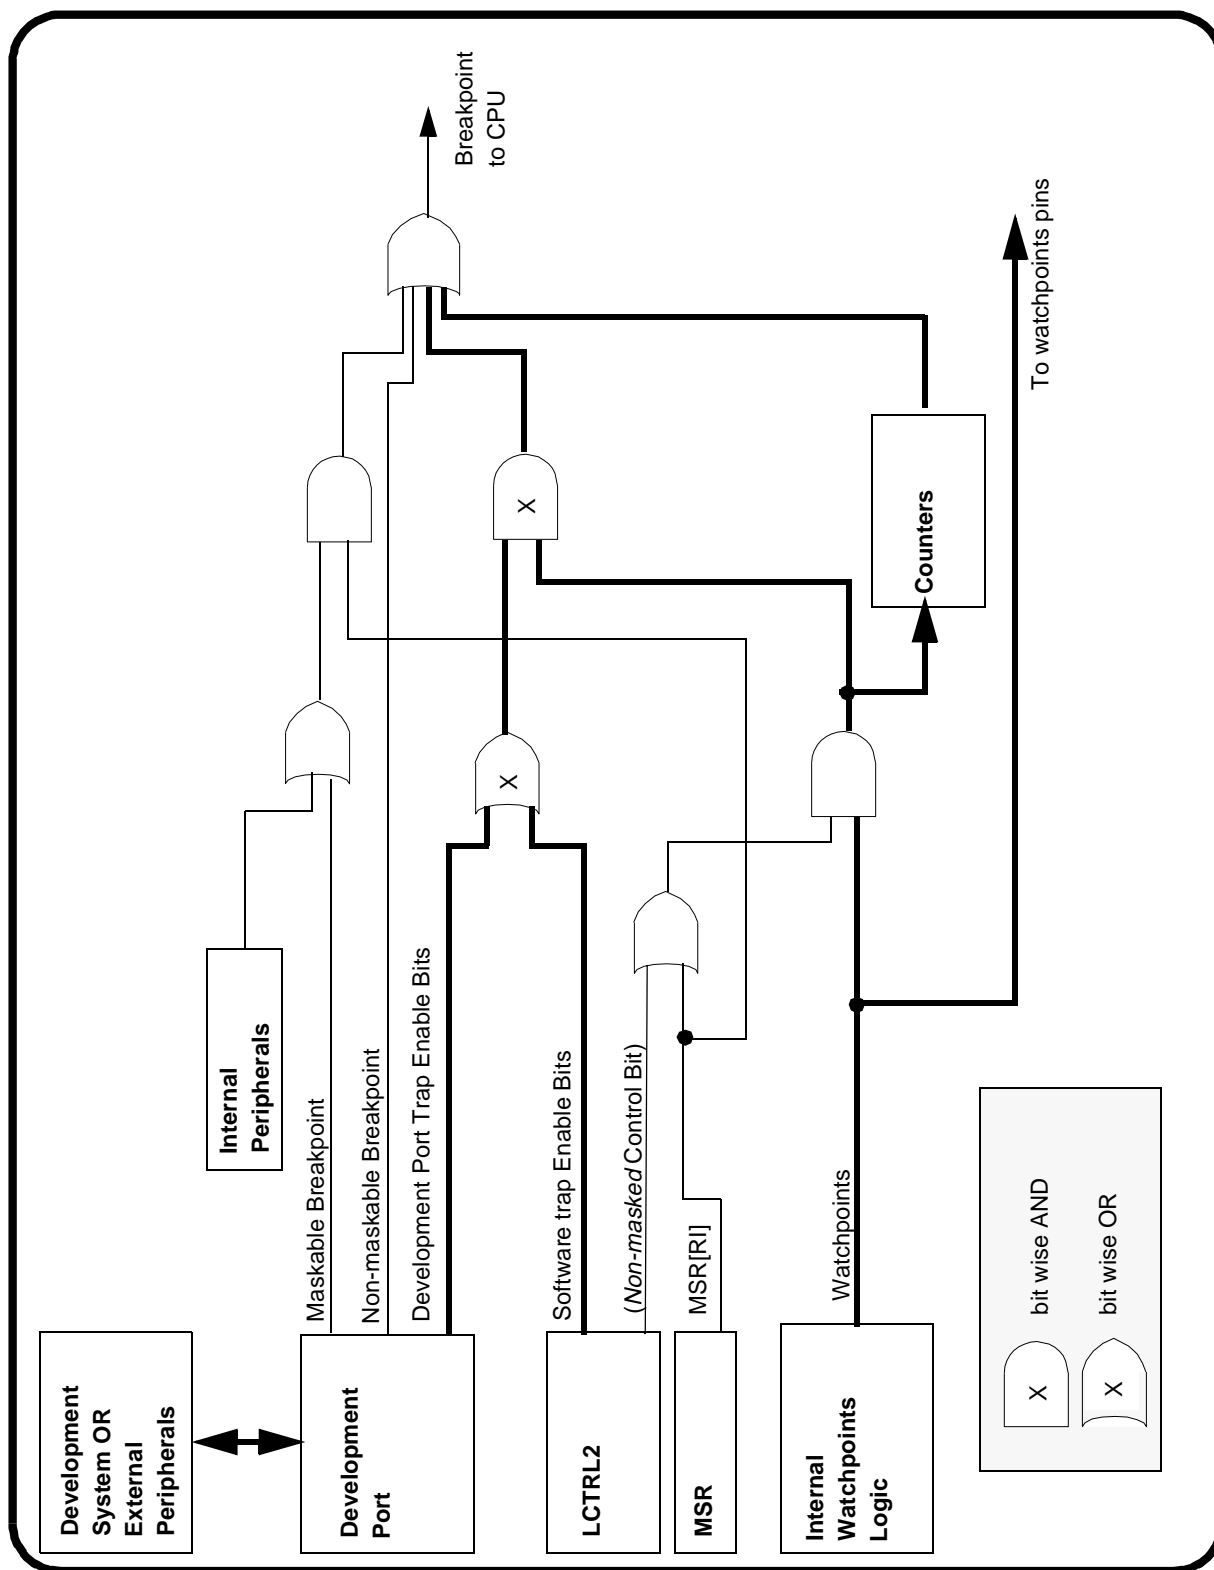 Development
System OR
External
Peripherals
Development
Port
LCTRL2
MSR
Internal
Watchpoints
Logic
Internal
Peripherals
Maskable Breakpoint
Non-maskable Breakpoint
Development Port Trap Enable Bits
Software trap Enable Bits
(Non-masked Control Bit)
MSR[RI]
Watchpoints
X
X
Counters
Breakpoint
to CPU
To watchpoints pins
X
bit wise AND
X
bit wise OR